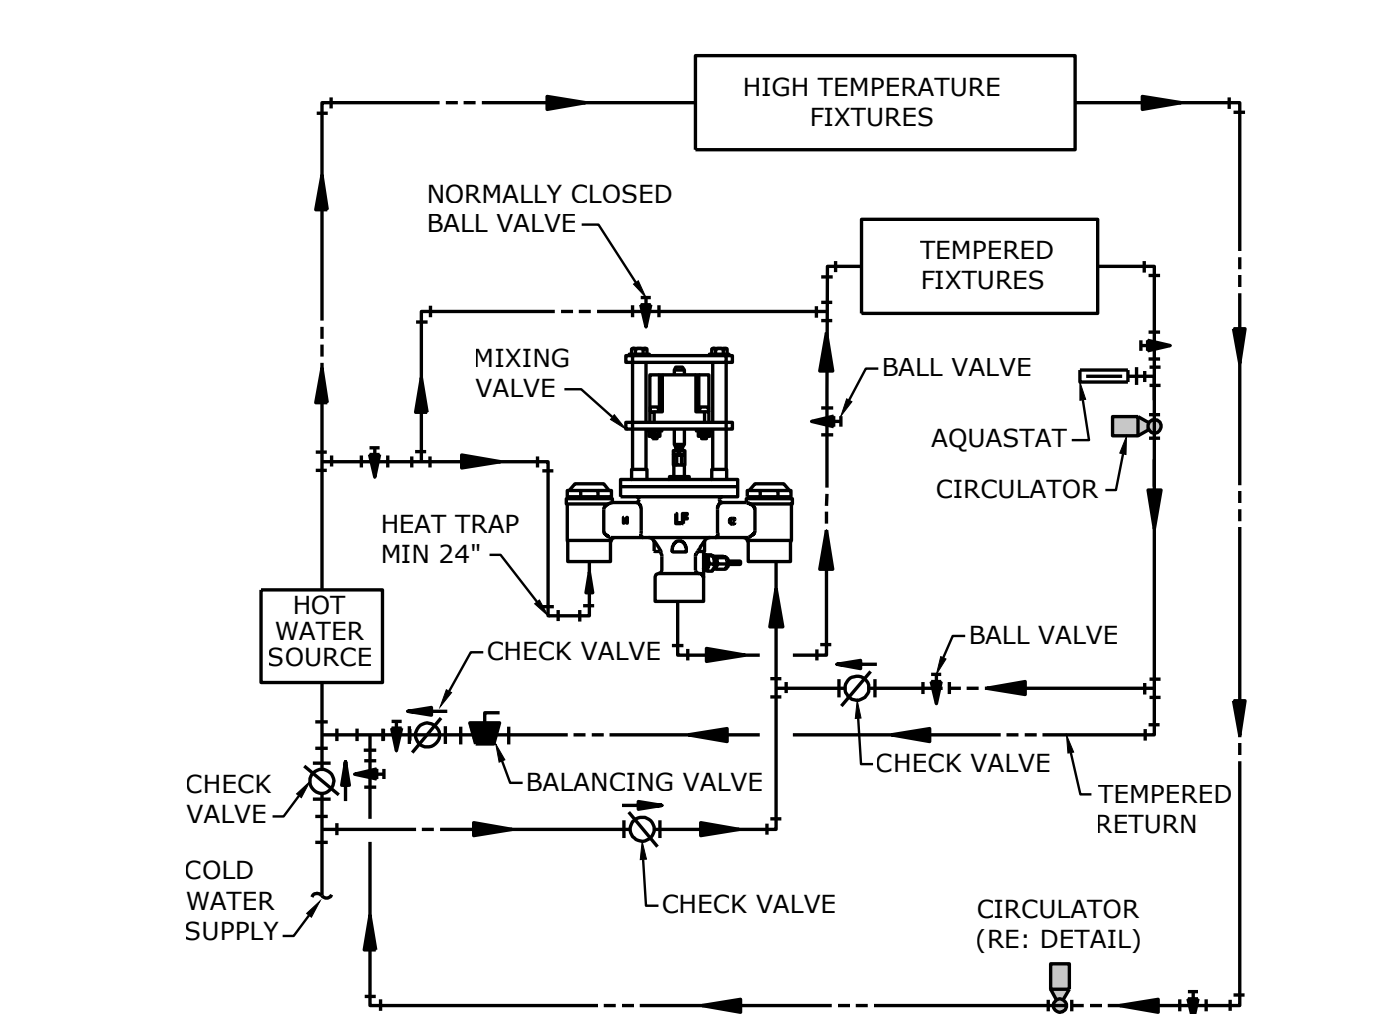 HIGH TEMPERATURE
FIXTURES
NORMALLY CLOSED
BALL VALVE
TEMPERED
FIXTURES
MIXING
VALVE
BALL VALVE
AQUASTAT
CIRCULATOR
HEAT TRAP
MIN 24"
H
LF
C
HOT
WATER
SOURCE
CHECK VALVE
BALL VALVE
CHECK VALVE
BALANCING VALVE
CHECK
VALVE
TEMPERED
RETURN
COLD
WATER
SUPPLY
CHECK VALVE
CIRCULATOR
(RE: DETAIL)